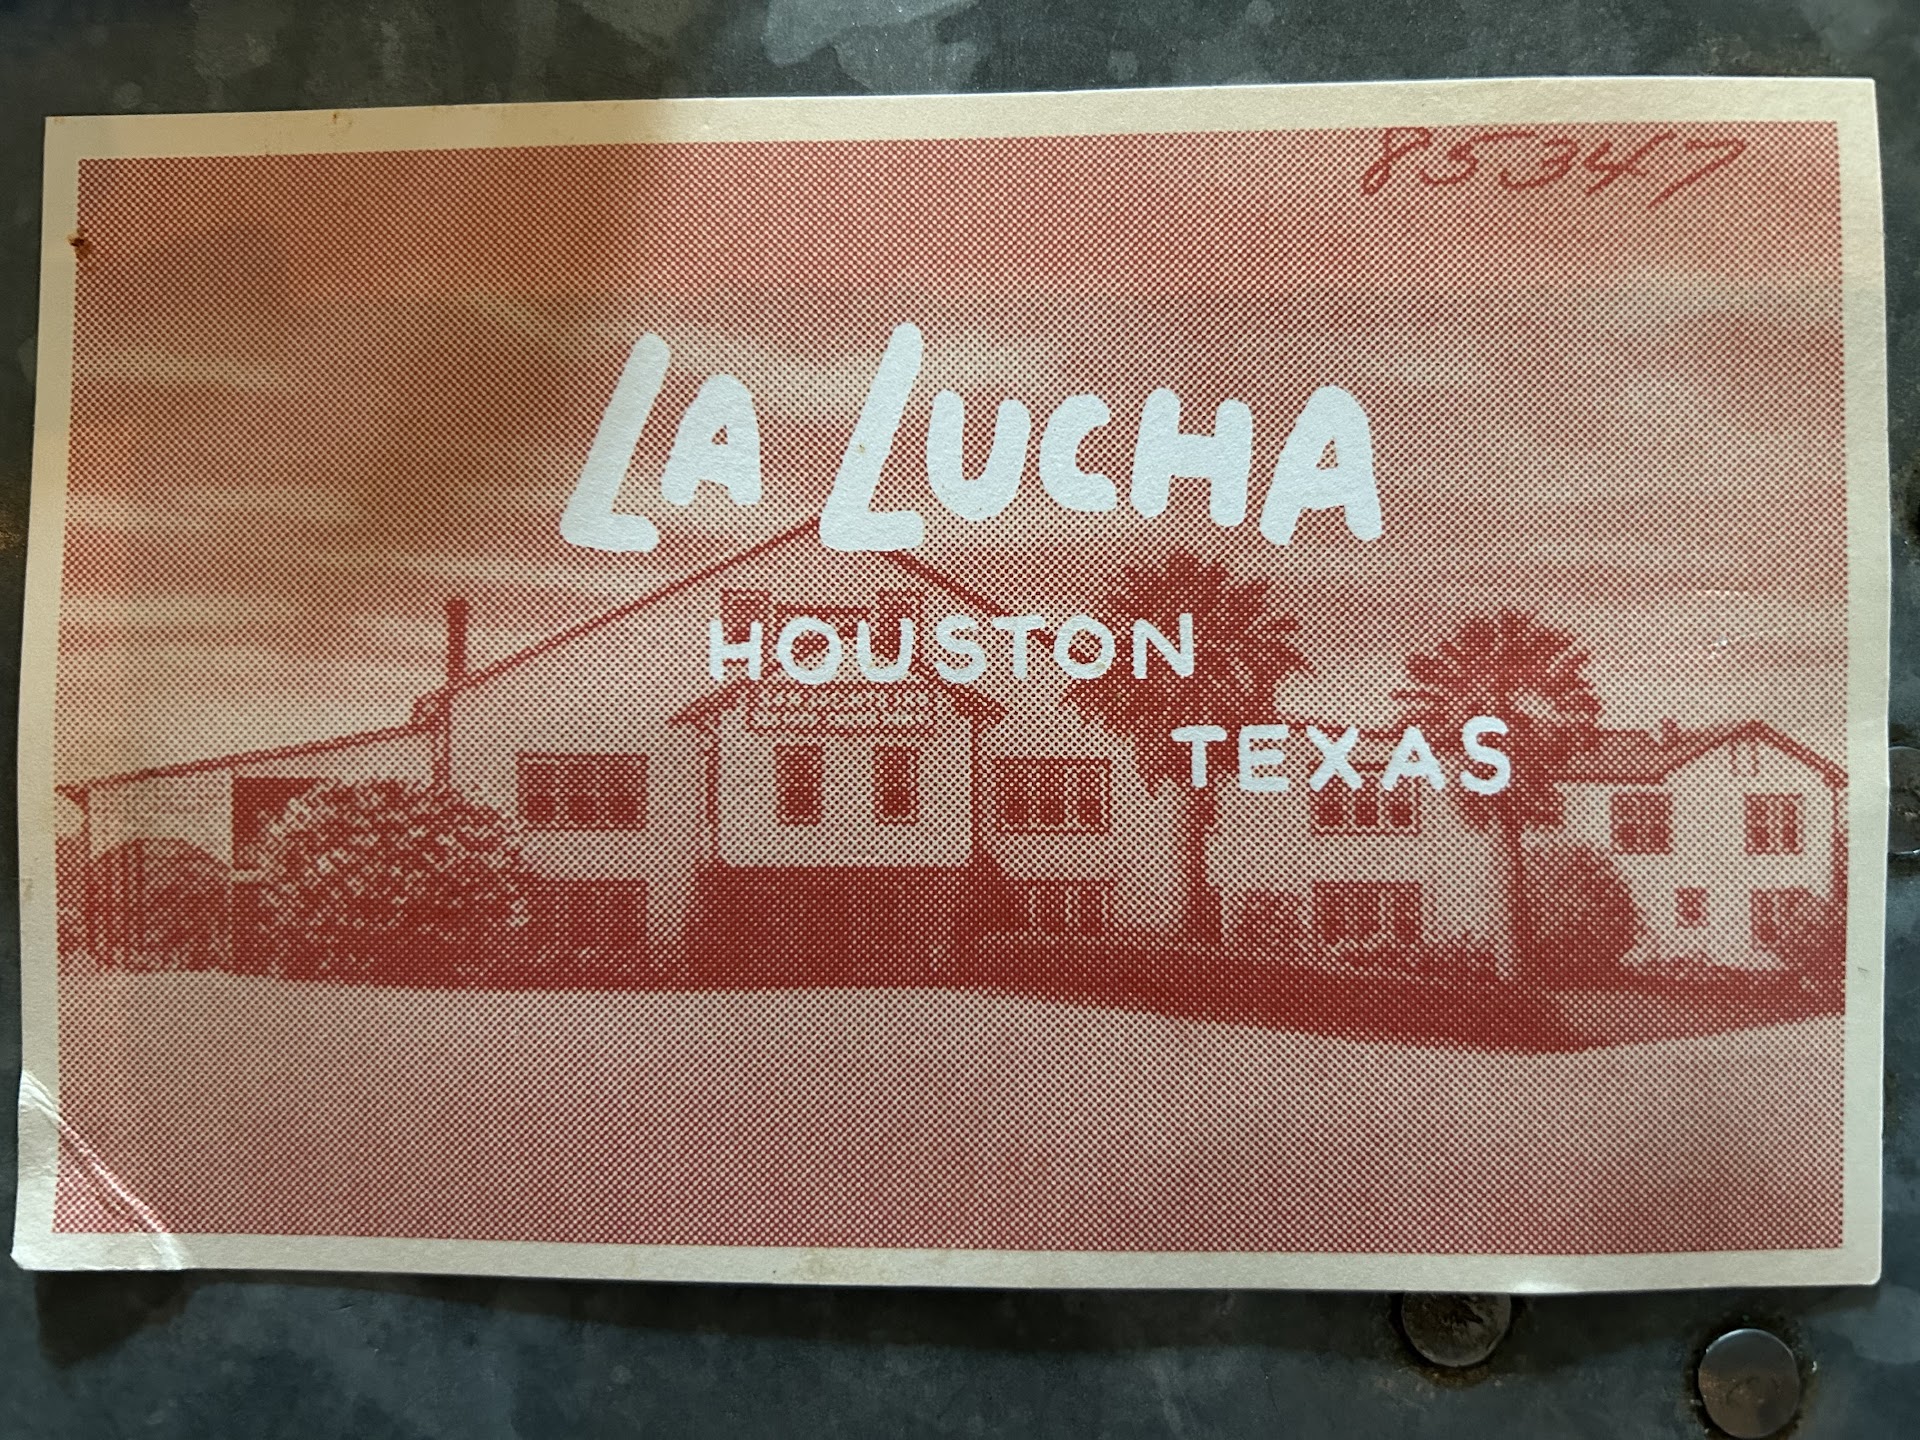 85347
LA LUCHA
HOUSTON
TEXAS